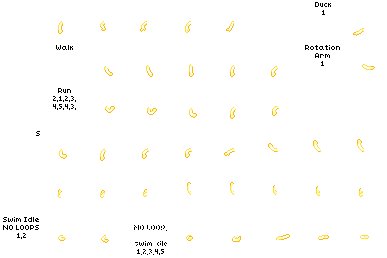 Duck
1
Walk
Rotation
Arm
1
Run
2,1,2,3,
4,5,4,3,
S
Swim Idle
NO LOOPS
1,2
NO LOOP,
swim idle
1,2,3,4,5